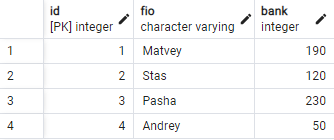 id fio bank
[PK] integer character varying integer
1 1 Matvey 190
2 2 Stas 120
3 3 Pasha 230
4 4 Andrey 50